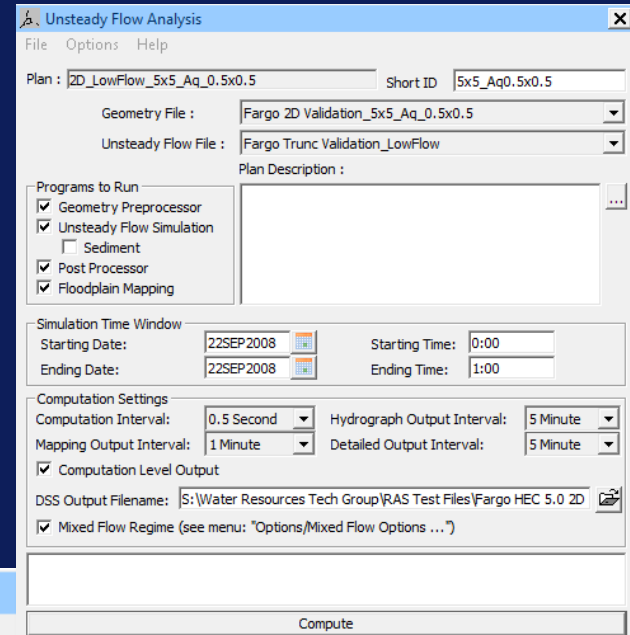 Unsteady Flow Analysis
File Options Help
Plan : 2D_LowFlow_5x5_Aq_0.5x0.5 Short ID 5x5_Aq0.5x0.5
Geometry File : Fargo 2D Validation_5x5_Aq_0.5x0.5
Unsteady Flow File : Fargo Trunc Validation_LowFlow
Plan Description :
Programs to Run
Geometry Preprocessor
Unsteady Flow Simulation
Sediment
Post Processor
Floodplain Mapping
...
Simulation Time Window
Starting Date: 22SEP2008 Starting Time: 0:00
Ending Date: 22SEP2008 Ending Time: 1:00
Computation Settings
Computation Interval: 0.5 Second Hydrograph Output Interval: 5 Minute
Mapping Output Interval: 1 Minute Detailed Output Interval: 5 Minute
Computation Level Output
DSS Output Filename: S:\Water Resources Tech Group\RAS Test Files\Fargo HEC 5.0 2D
Mixed Flow Regime (see menu: "Options/Mixed Flow Options ...")
Compute